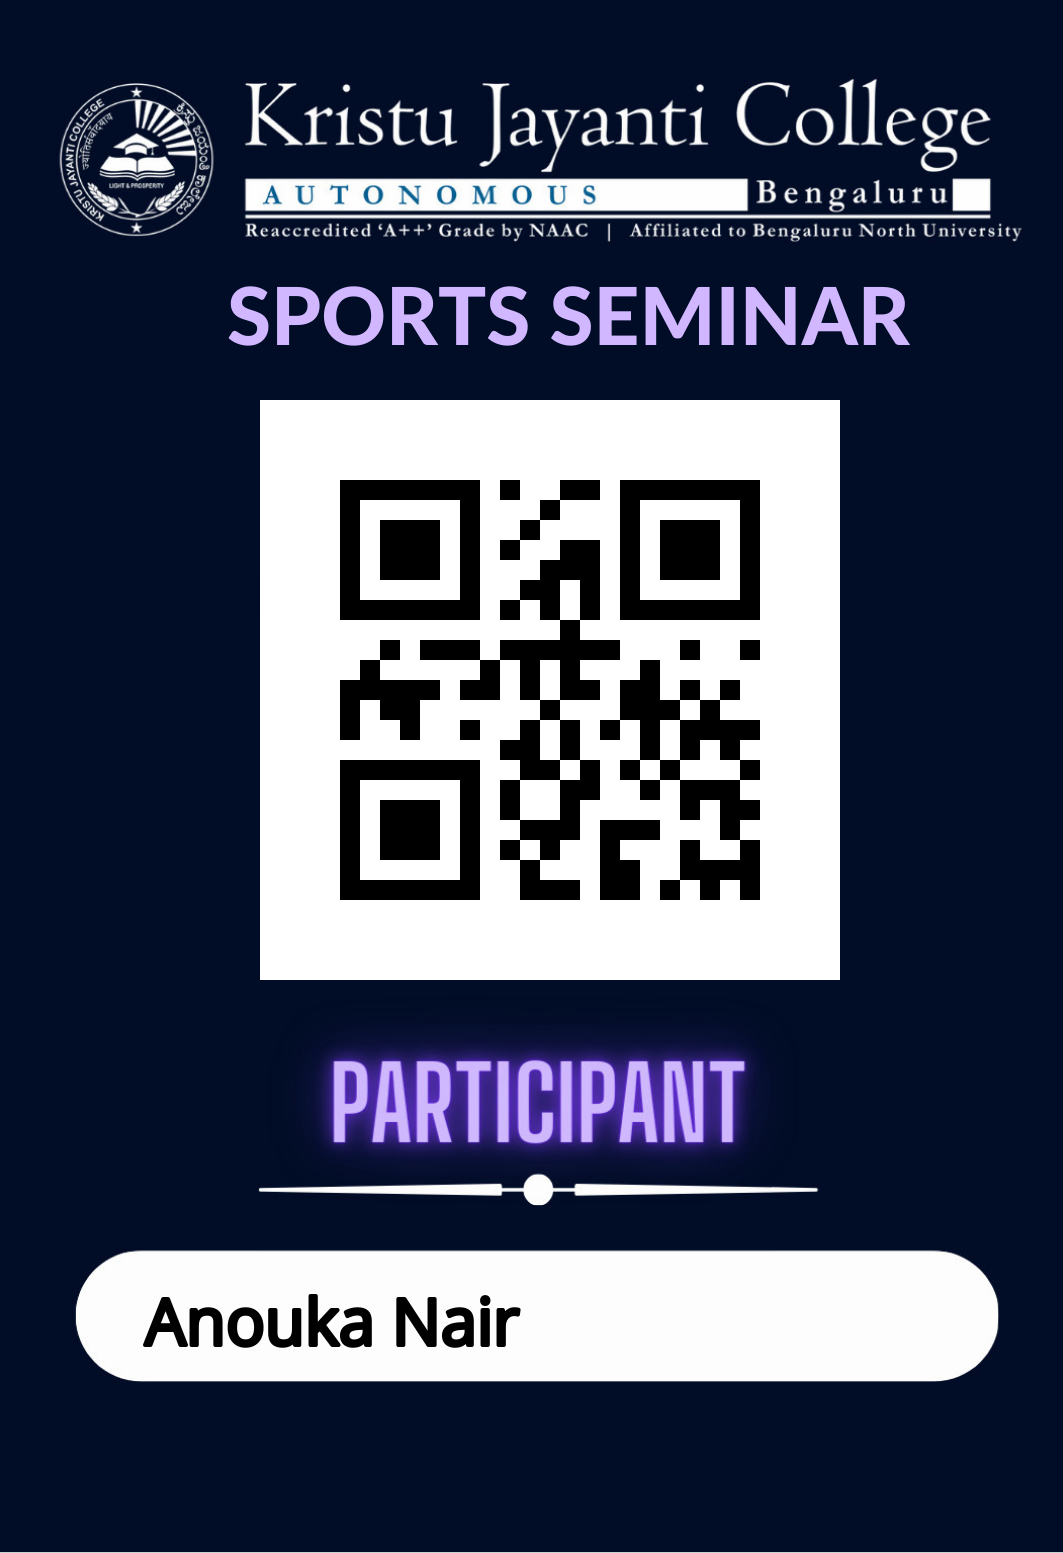 KRISTU JAYANTI COLLEGE
LIGHT & PROSPERITY
Kristu Jayanti College
AUTONOMOUS Bengaluru
Reaccredited ‘A++’ Grade by NAAC | Affiliated to Bengaluru North University
SPORTS SEMINAR
PARTICIPANT
Anouka Nair